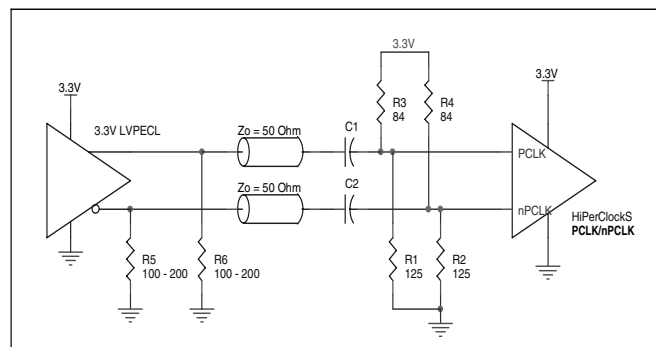 3.3V
3.3V
3.3V
3.3V LVPECL
R3
84
R4
84
Zo = 50 Ohm
C1
PCLK
Zo = 50 Ohm
C2
nPCLK
HiPerClockS
PCLK/nPCLK
R5
100 - 200
R6
100 - 200
R1
125
R2
125